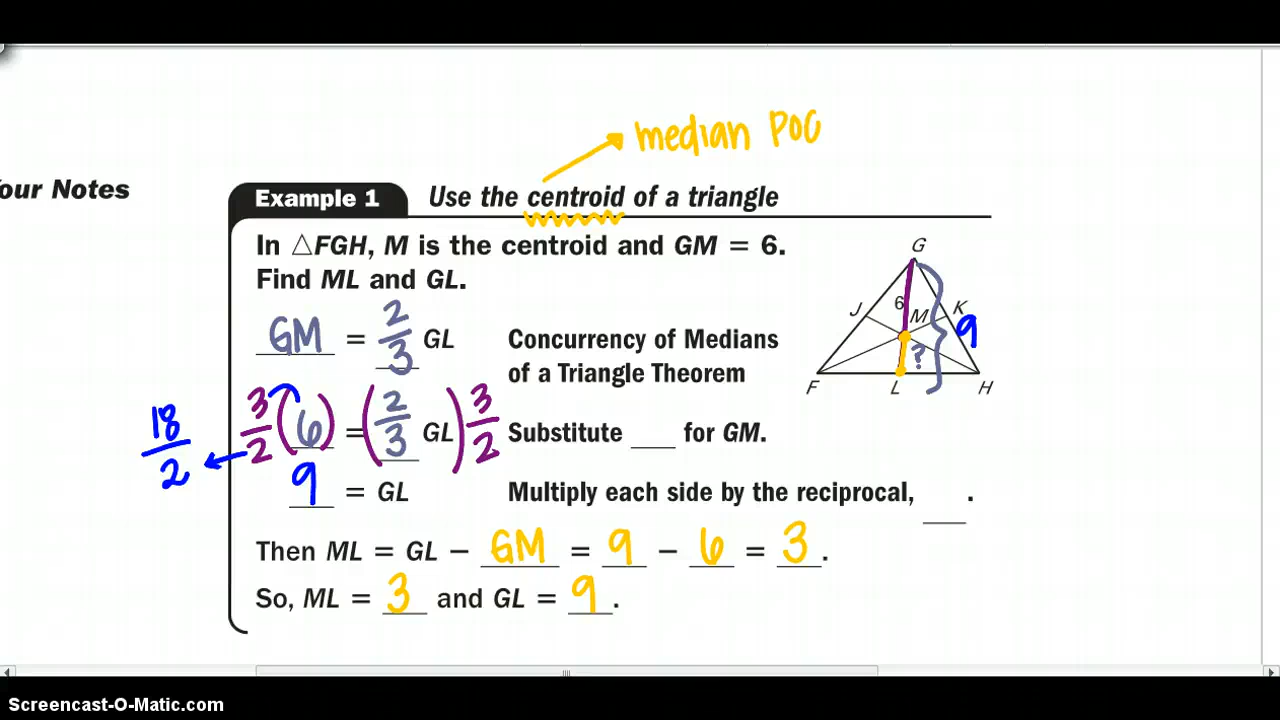 median POC
Your Notes
Example 1 Use the centroid of a triangle
In △FGH, M is the centroid and GM = 6.
Find ML and GL.
GM = 2/3 GL Concurrency of Medians
of a Triangle Theorem
18/2 3/2 (6) = (2/3 GL) 3/2 Substitute ___ for GM.
9 = GL Multiply each side by the reciprocal, ___.
Then ML = GL − GM = 9 − 6 = 3.
So, ML = 3 and GL = 9.
G
J 6 M K 9
?
F L H
Screencast-O-Matic.com